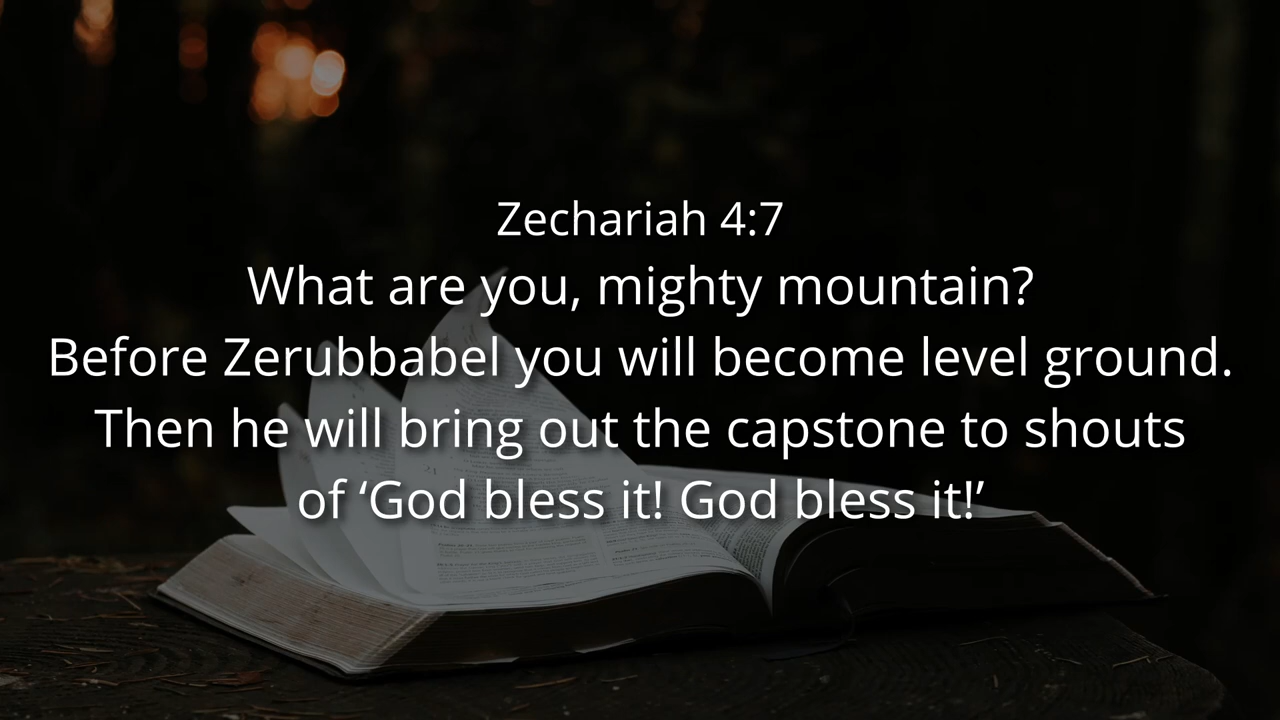 Zechariah 4:7
What are you, mighty mountain?
Before Zerubbabel you will become level ground.
Then he will bring out the capstone to shouts
of ‘God bless it! God bless it!’